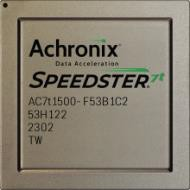 Achronix
Data Acceleration
SPEEDSTER7t
AC7t1500-F53B1C2
53H122
2302
TW